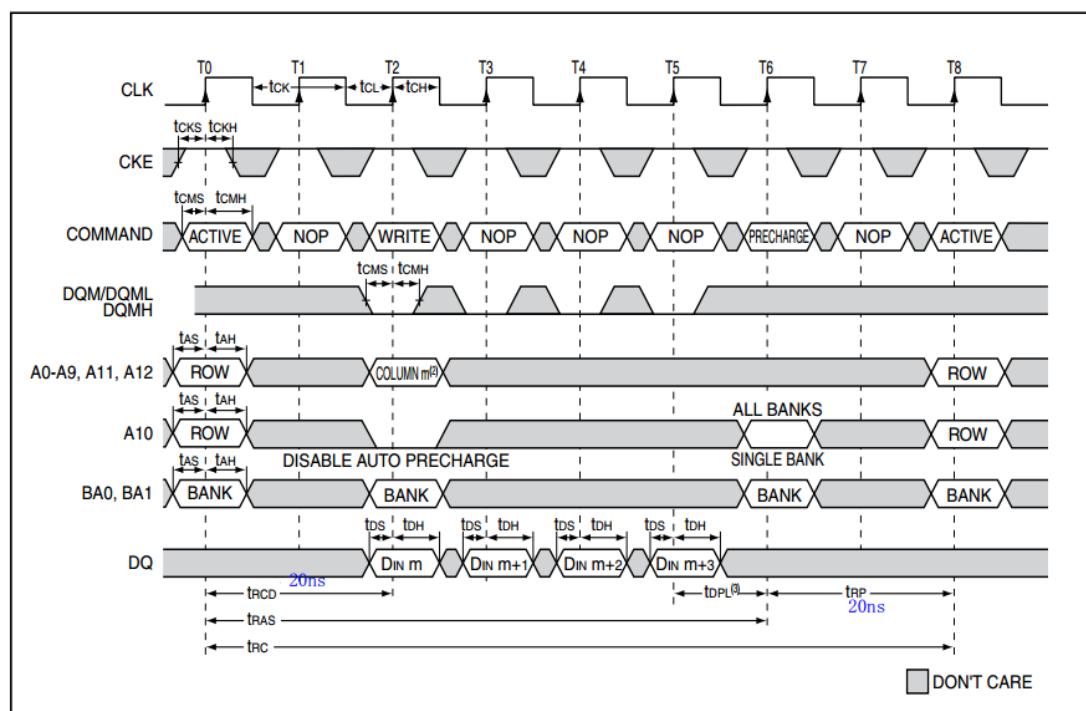 T0 T1 T2 T3 T4 T5 T6 T7 T8
CLK tCK tCL tCH
tCKS tCKH
CKE
tCMS tCMH
COMMAND ACTIVE NOP WRITE NOP NOP NOP PRECHARGE NOP ACTIVE
tCMS tCMH
DQM/DQML
DQMH
tAS tAH
A0-A9, A11, A12 ROW COLUMN m(2) ROW
tAS tAH ALL BANKS
A10 ROW ROW
tAS tAH DISABLE AUTO PRECHARGE SINGLE BANK
BA0, BA1 BANK BANK BANK BANK
tDS tDH tDS tDH tDS tDH tDS tDH
DQ DIN m DIN m+1 DIN m+2 DIN m+3
20ns
tRCD tDPL(3) tRP
20ns
tRAS
tRC
DON'T CARE